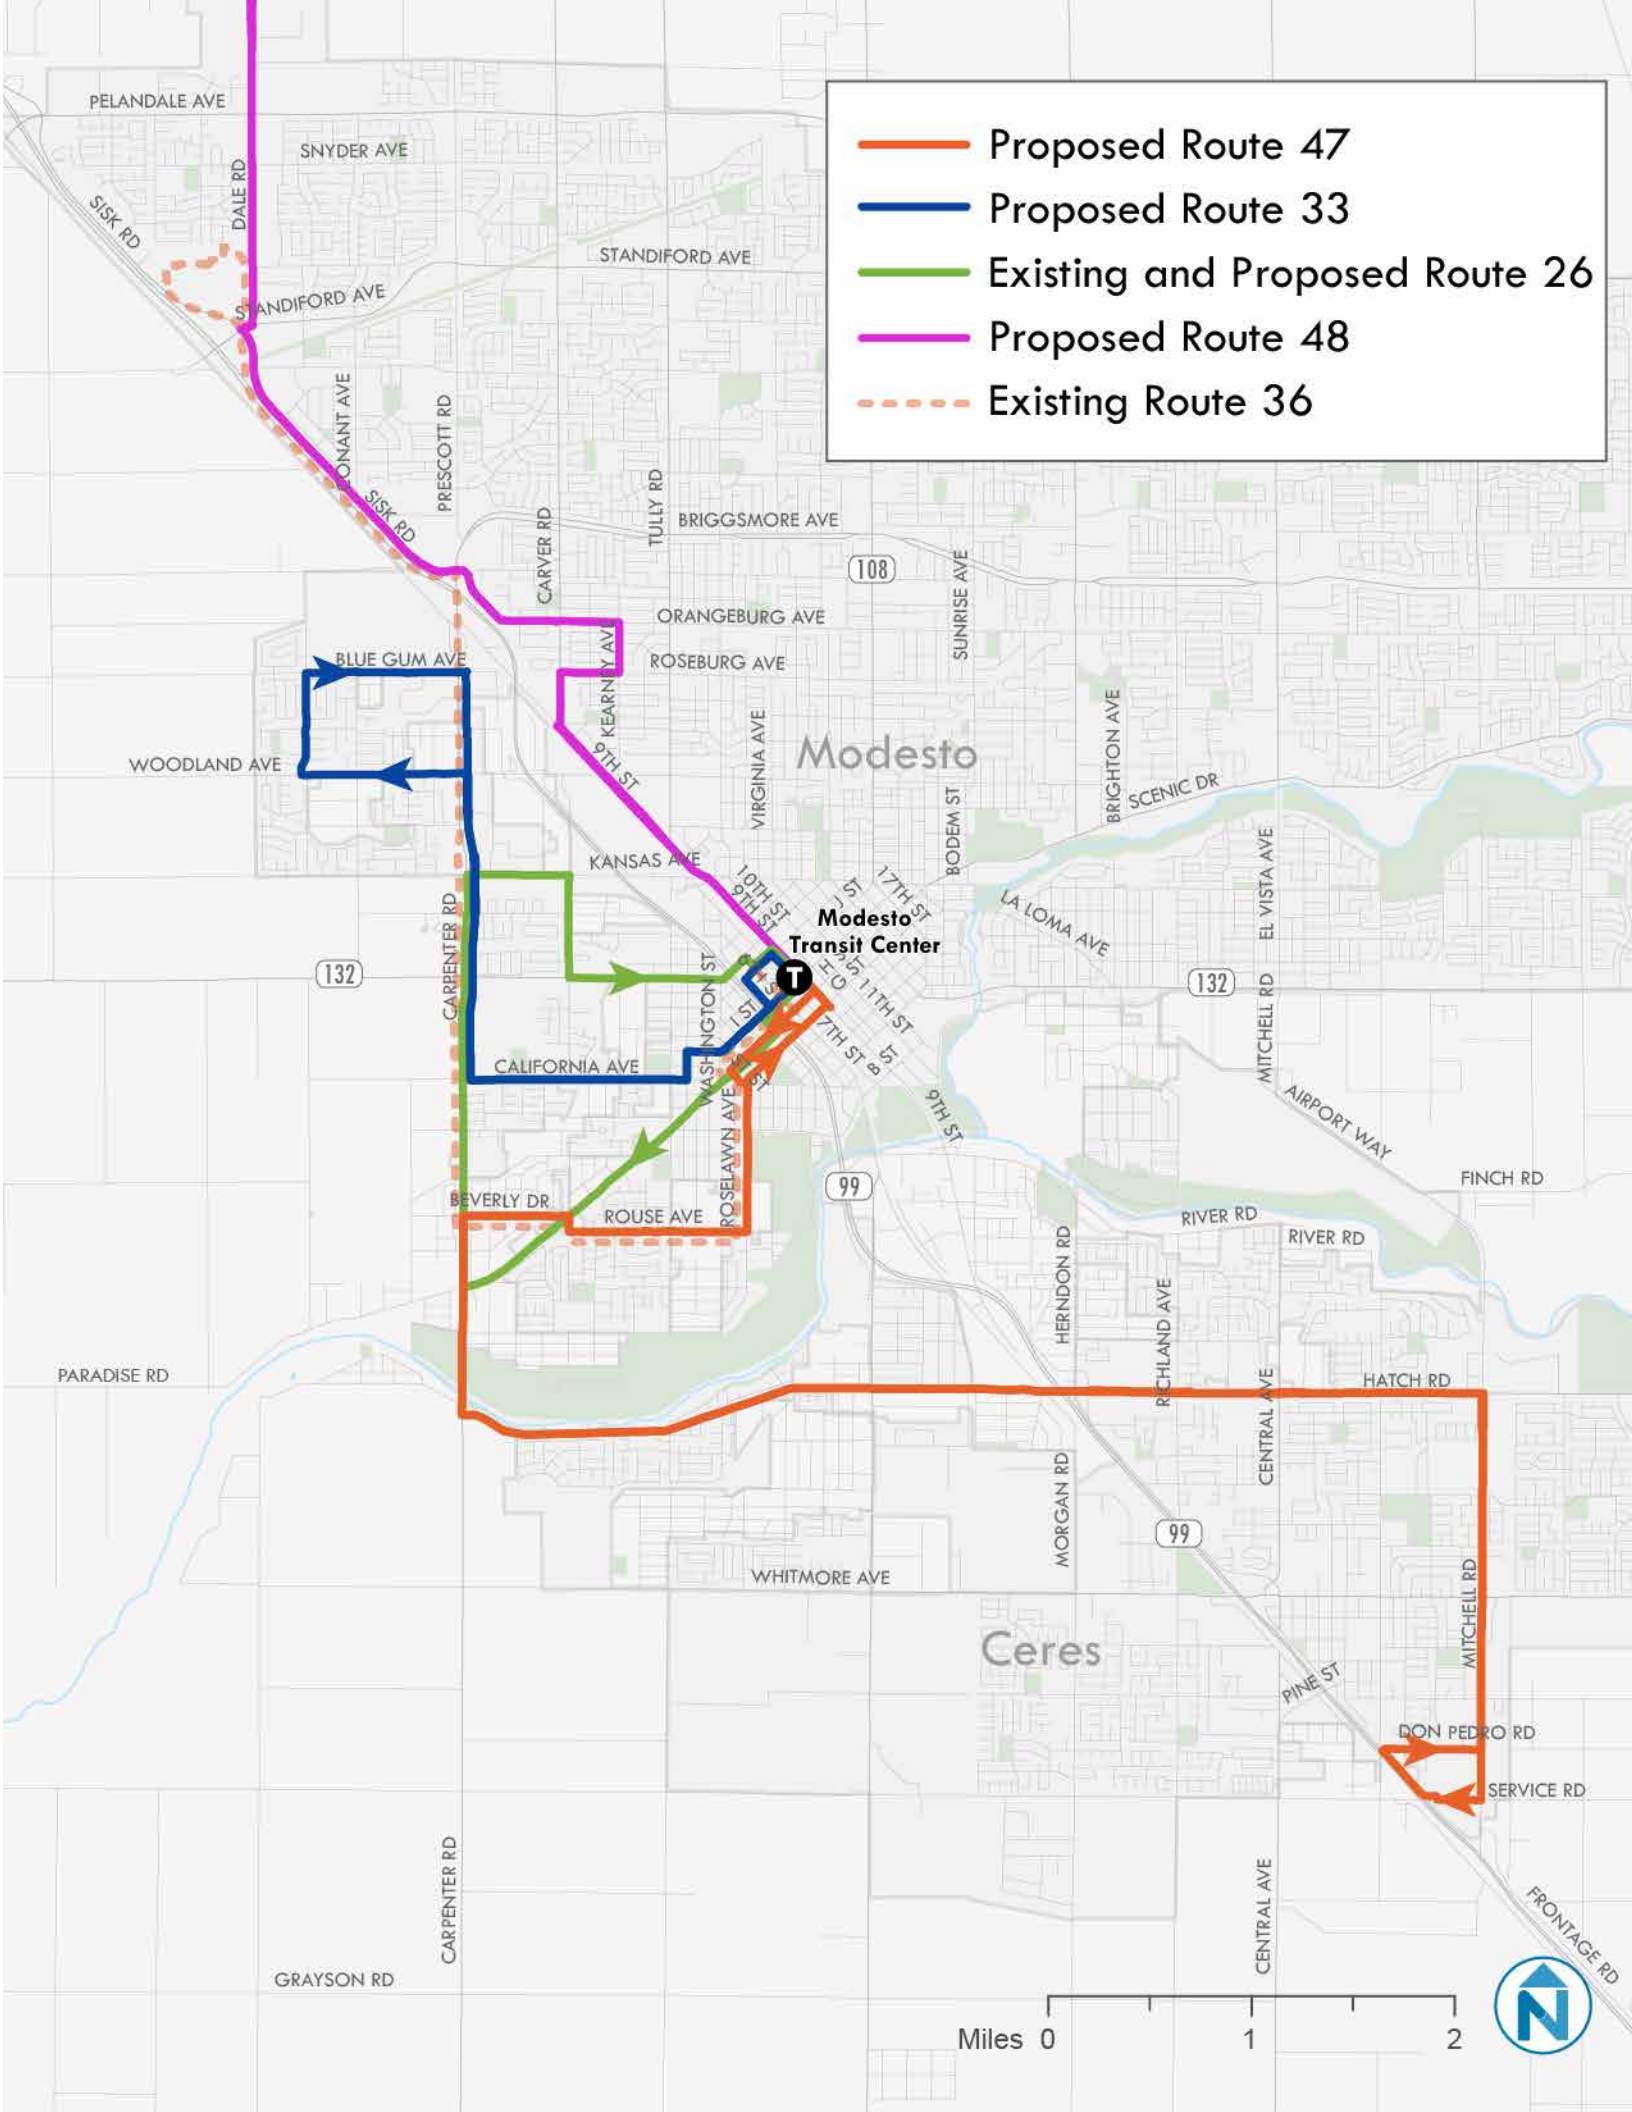 PELANDALE AVE
SNYDER AVE
DALE RD
SISK RD
STANDIFORD AVE
STANDIFORD AVE
Proposed Route 47
Proposed Route 33
Existing and Proposed Route 26
Proposed Route 48
Existing Route 36
CONANT AVE
PRESCOTT RD
SISK RD
CARVER RD
TULLY RD
BRIGGSMORE AVE
108
SUNRISE AVE
ORANGEBURG AVE
KEARNEY AVE
ROSEBURG AVE
BLUE GUM AVE
WOODLAND AVE
9TH ST
VIRGINIA AVE
Modesto
BRIGHTON AVE
SCENIC DR
BODEM ST
EL VISTA AVE
KANSAS AVE
10TH ST
9TH ST
J ST
17TH ST
LA LOMA AVE
Modesto
Transit Center
T
CARPENTER RD
132
WASHINGTON ST
I ST
H
G
ST
11TH ST
132
MITCHELL RD
7TH ST
B ST
9TH ST
CALIFORNIA AVE
AIRPORT WAY
ROSELAWN AVE
99
FINCH RD
BEVERLY DR
ROUSE AVE
RIVER RD
RIVER RD
HERNDON RD
RICHLAND AVE
PARADISE RD
HATCH RD
CENTRAL AVE
MORGAN RD
99
WHITMORE AVE
MITCHELL RD
Ceres
PINE ST
DON PEDRO RD
SERVICE RD
CARPENTER RD
CENTRAL AVE
FRONTAGE RD
GRAYSON RD
N
Miles 0 1 2